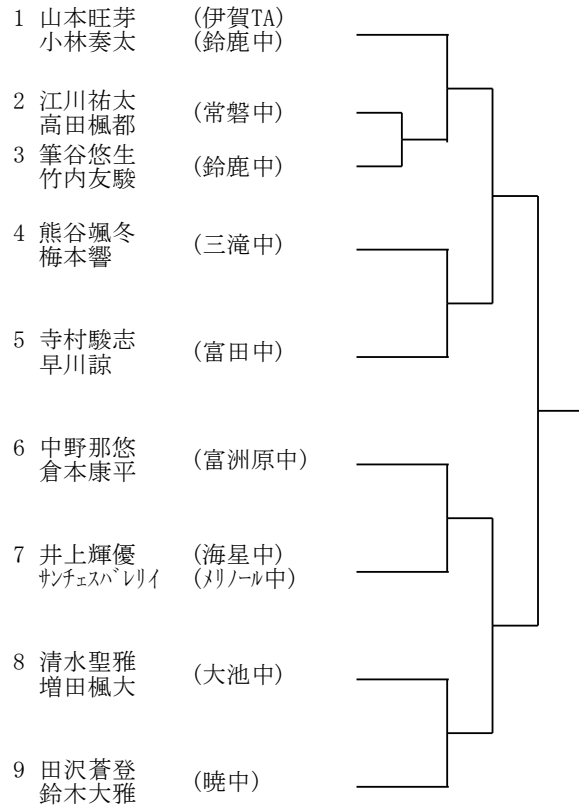 1 山本旺芽 (伊賀TA)
小林奏太 (鈴鹿中)
2 江川祐太
高田楓都 (常磐中)
3 筆谷悠生
竹内友駿 (鈴鹿中)
4 熊谷颯冬
梅本響 (三滝中)
5 寺村駿志
早川諒 (富田中)
6 中野那悠
倉本康平 (富洲原中)
7 井上輝優 (海星中)
サンチェスバレリイ (メリノール中)
8 清水聖雅
増田楓大 (大池中)
9 田沢蒼登
鈴木大雅 (暁中)